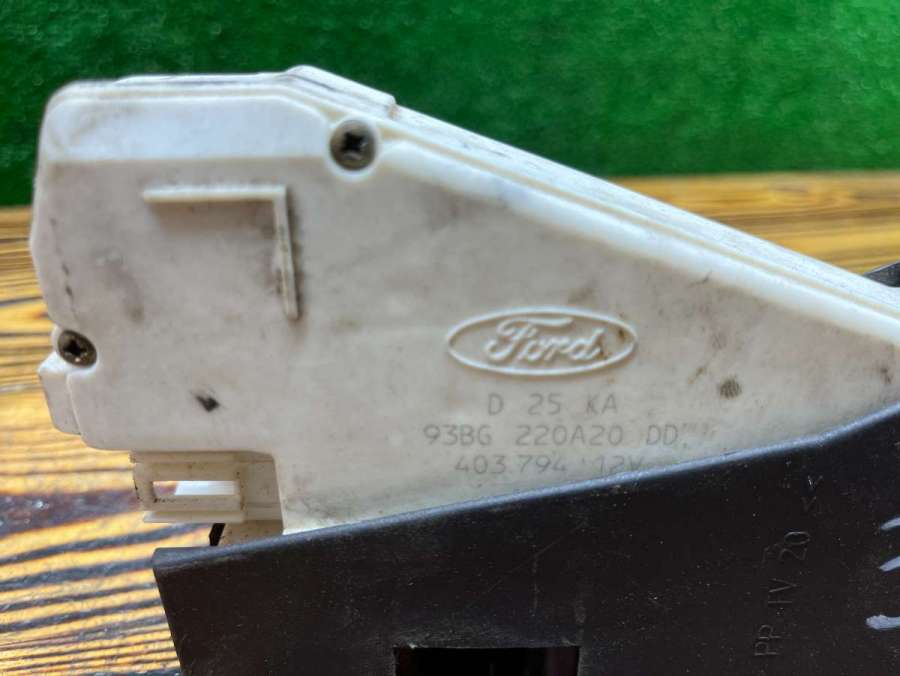 Ford
D 25 KA
93BG 220A20 DD
403.794 12V
PP TV 20